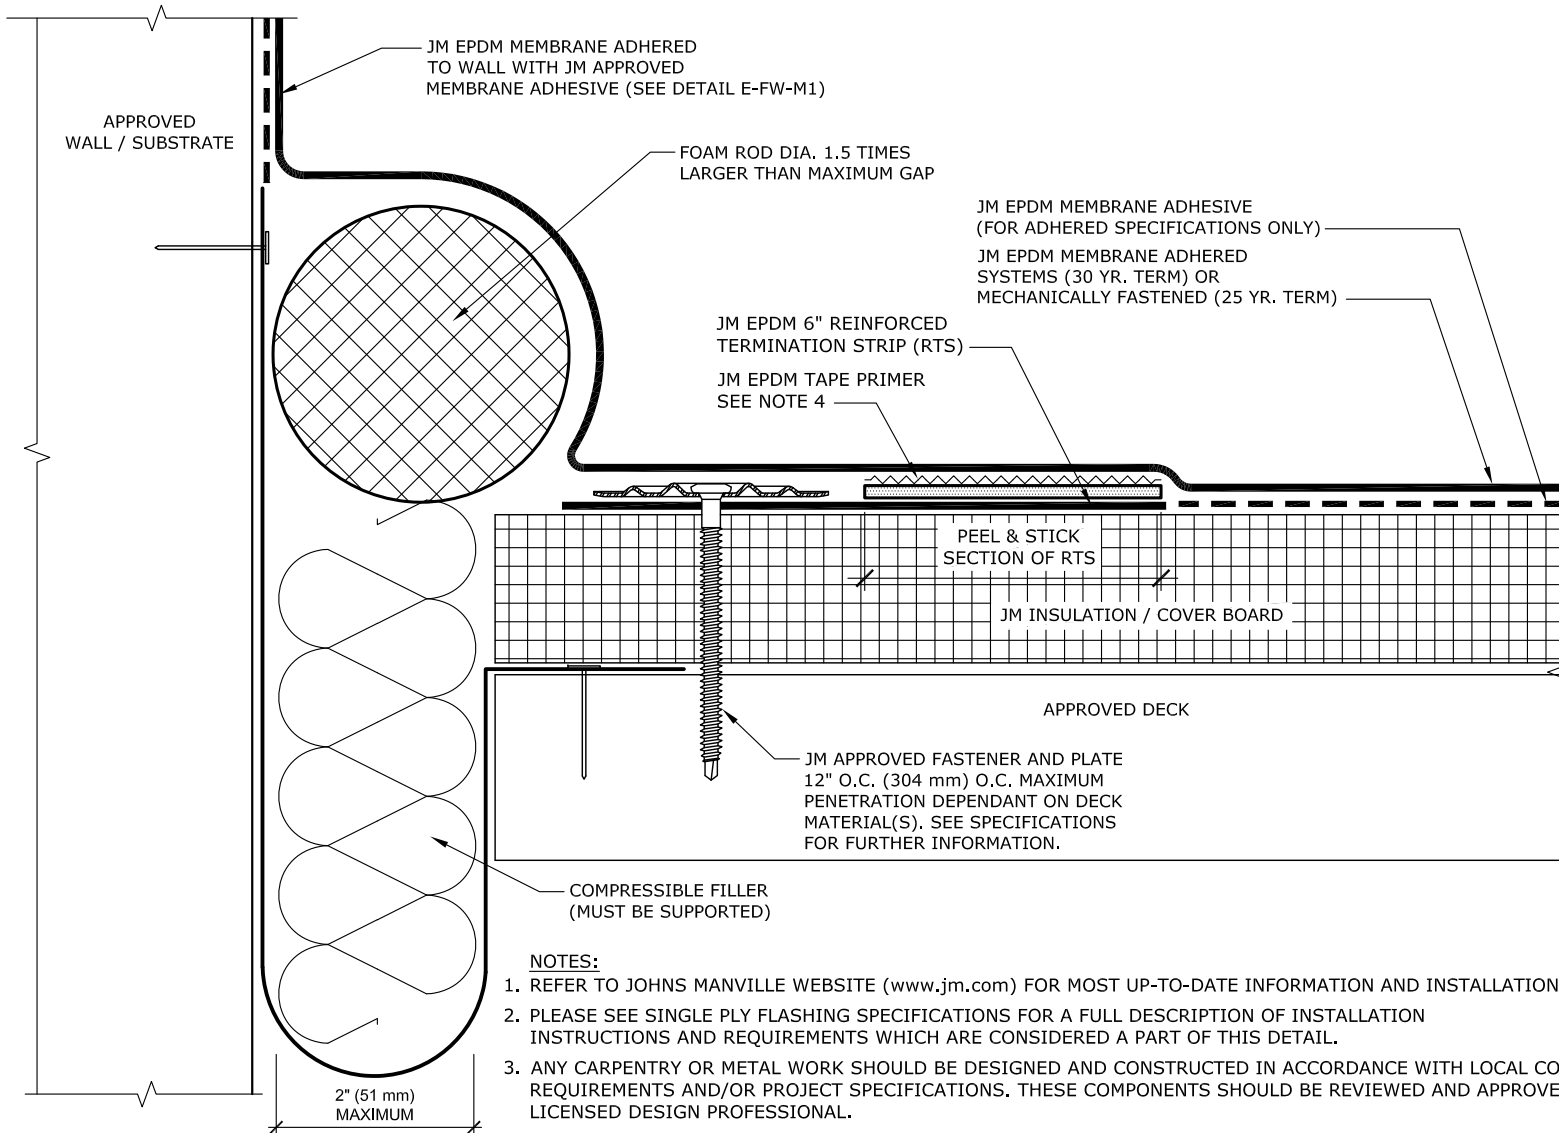 JM EPDM MEMBRANE ADHERED
TO WALL WITH JM APPROVED
MEMBRANE ADHESIVE (SEE DETAIL E-FW-M1)
APPROVED
WALL / SUBSTRATE
FOAM ROD DIA. 1.5 TIMES
LARGER THAN MAXIMUM GAP
JM EPDM MEMBRANE ADHESIVE
(FOR ADHERED SPECIFICATIONS ONLY)
JM EPDM MEMBRANE ADHERED
SYSTEMS (30 YR. TERM) OR
MECHANICALLY FASTENED (25 YR. TERM)
JM EPDM 6" REINFORCED
TERMINATION STRIP (RTS)
JM EPDM TAPE PRIMER
SEE NOTE 4
PEEL & STICK
SECTION OF RTS
JM INSULATION / COVER BOARD
APPROVED DECK
JM APPROVED FASTENER AND PLATE
12" O.C. (304 mm) O.C. MAXIMUM
PENETRATION DEPENDANT ON DECK
MATERIAL(S). SEE SPECIFICATIONS
FOR FURTHER INFORMATION.
COMPRESSIBLE FILLER
(MUST BE SUPPORTED)
NOTES:
1. REFER TO JOHNS MANVILLE WEBSITE (www.jm.com) FOR MOST UP-TO-DATE INFORMATION AND INSTALLATION
2. PLEASE SEE SINGLE PLY FLASHING SPECIFICATIONS FOR A FULL DESCRIPTION OF INSTALLATION
INSTRUCTIONS AND REQUIREMENTS WHICH ARE CONSIDERED A PART OF THIS DETAIL.
3. ANY CARPENTRY OR METAL WORK SHOULD BE DESIGNED AND CONSTRUCTED IN ACCORDANCE WITH LOCAL CO
REQUIREMENTS AND/OR PROJECT SPECIFICATIONS. THESE COMPONENTS SHOULD BE REVIEWED AND APPROVE
LICENSED DESIGN PROFESSIONAL.
2" (51 mm)
MAXIMUM